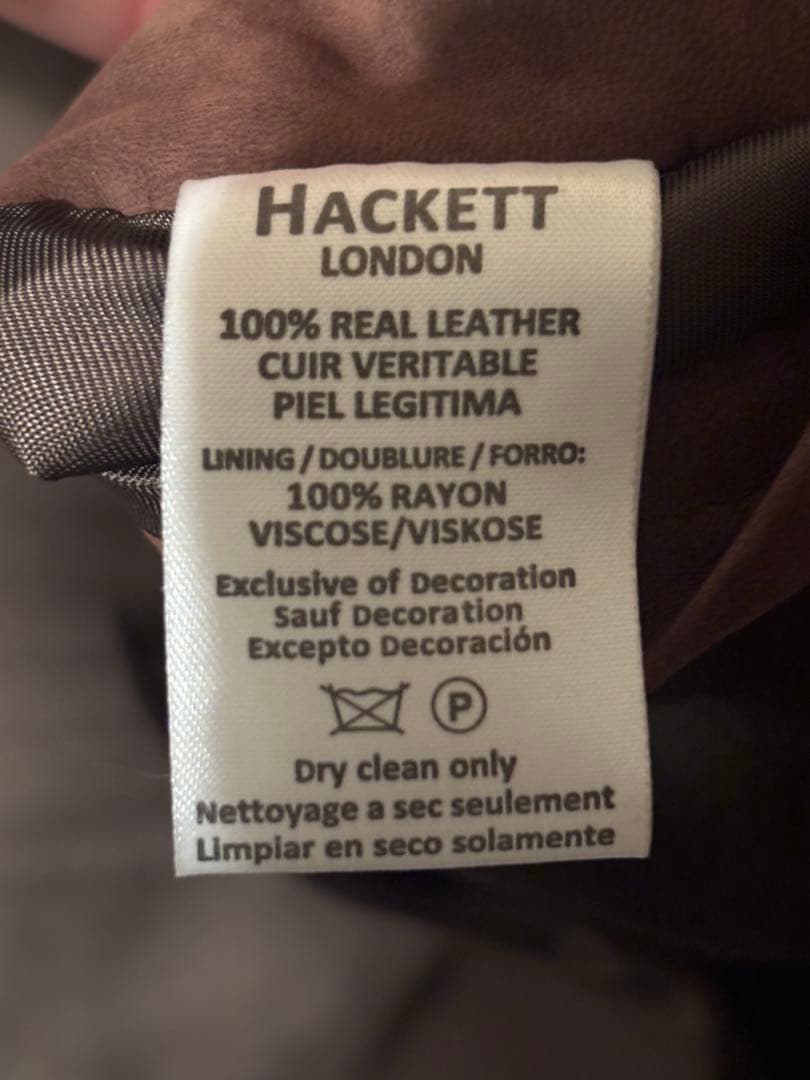 HACKETT
LONDON
100% REAL LEATHER
CUIR VERITABLE
PIEL LEGITIMA
LINING / DOUBLURE / FORRO:
100% RAYON
VISCOSE/VISKOSE
Exclusive of Decoration
Sauf Decoration
Excepto Decoración
P
Dry clean only
Nettoyage a sec seulement
Limpiar en seco solamente